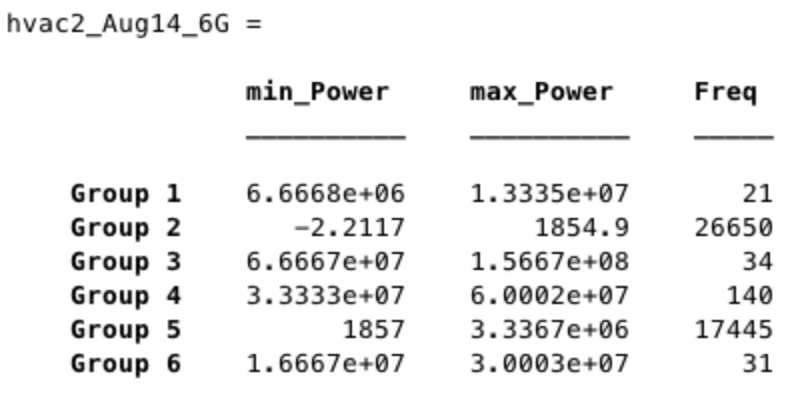 hvac2_Aug14_6G =
min_Power max_Power Freq
Group 1 6.6668e+06 1.3335e+07 21
Group 2 −2.2117 1854.9 26650
Group 3 6.6667e+07 1.5667e+08 34
Group 4 3.3333e+07 6.0002e+07 140
Group 5 1857 3.3367e+06 17445
Group 6 1.6667e+07 3.0003e+07 31